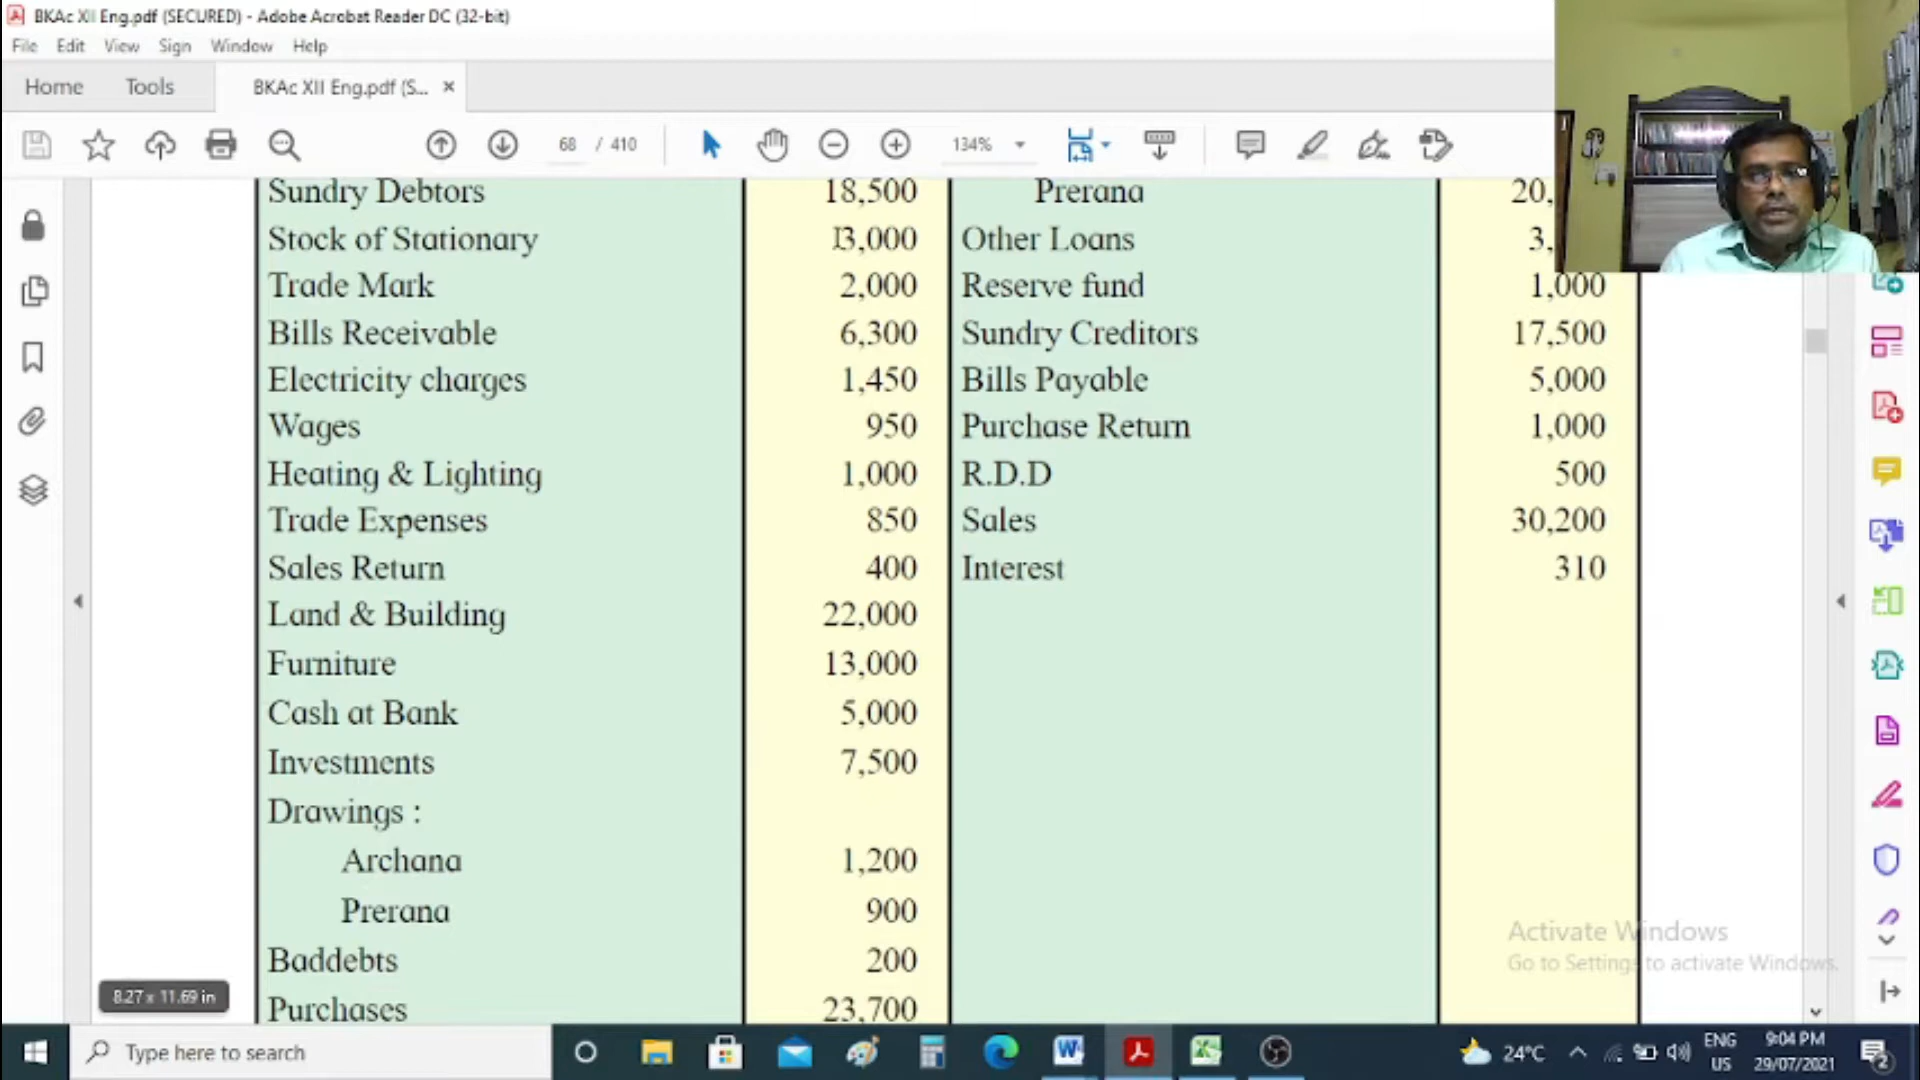 BKAc XII Eng.pdf (SECURED) - Adobe Acrobat Reader DC (32-bit)
File Edit View Sign Window Help
Home Tools BKAc XII Eng.pdf (S... ×
68 / 410 134%
Sundry Debtors 18,500 Prerana 20,
Stock of Stationary 3,000 Other Loans 3,
Trade Mark 2,000 Reserve fund 1,000
Bills Receivable 6,300 Sundry Creditors 17,500
Electricity charges 1,450 Bills Payable 5,000
Wages 950 Purchase Return 1,000
Heating & Lighting 1,000 R.D.D 500
Trade Expenses 850 Sales 30,200
Sales Return 400 Interest 310
Land & Building 22,000
Furniture 13,000
Cash at Bank 5,000
Investments 7,500
Drawings :
Archana 1,200
Prerana 900
Baddebts 200
Purchases 23,700
Activate Windows
Go to Settings to activate Windows.
8.27 x 11.69 in
Type here to search 24°C ENG US 9:04 PM 29/07/2021 2